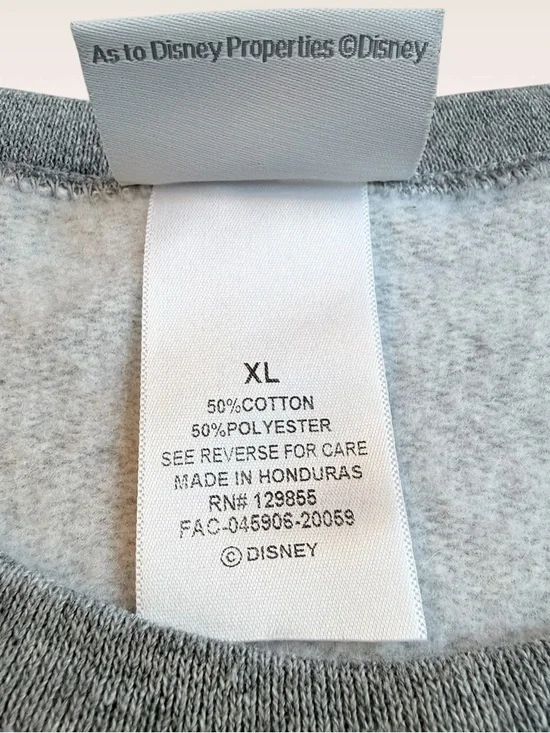 As to Disney Properties ©Disney
XL
50%COTTON
50%POLYESTER
SEE REVERSE FOR CARE
MADE IN HONDURAS
RN# 129855
FAC-045906-20059
© DISNEY